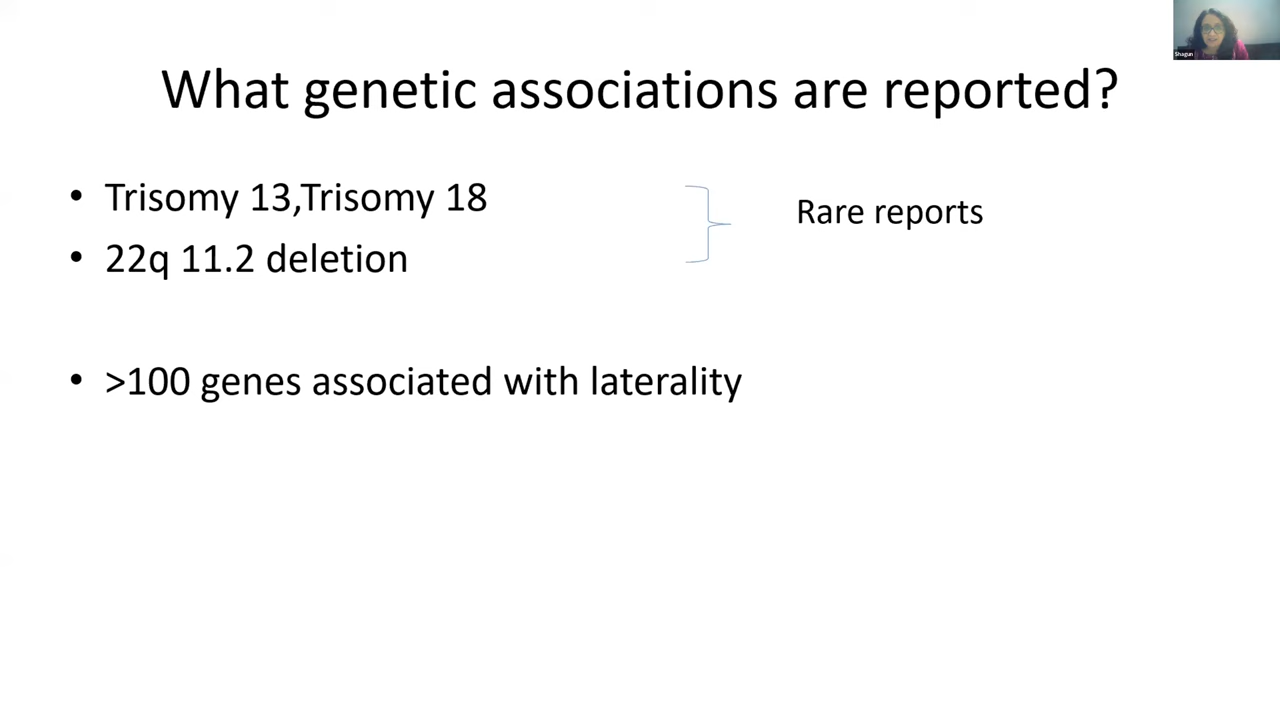 Shagun
What genetic associations are reported?
• Trisomy 13,Trisomy 18
Rare reports
• 22q 11.2 deletion
• >100 genes associated with laterality